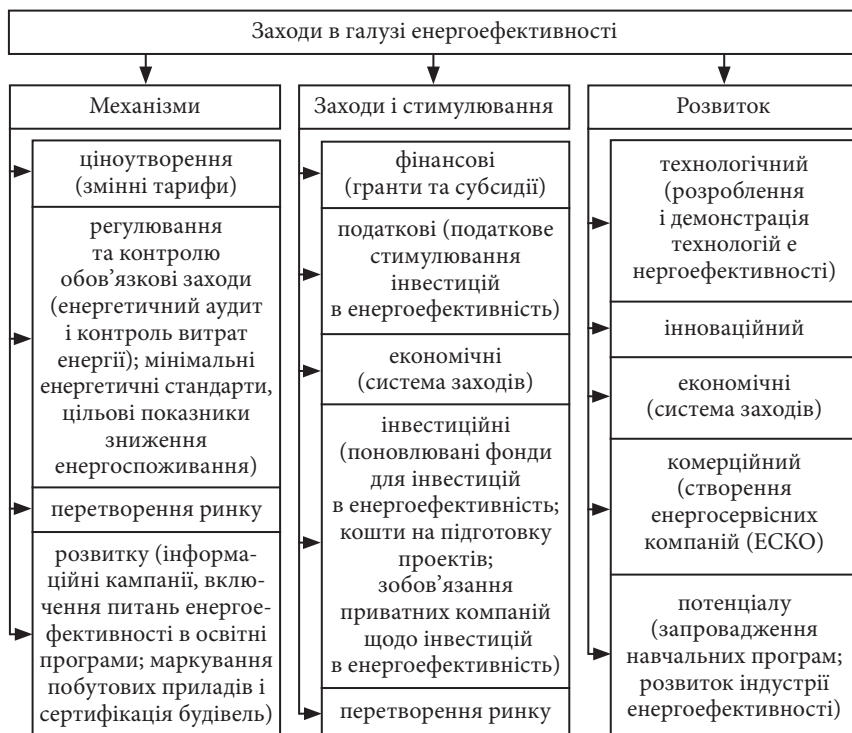 Заходи в галузі енергоефективності
Механізми
ціноутворення
(змінні тарифи)
регулювання
та контролю
обов'язкові заходи
(енергетичний аудит
і контроль витрат
енергії); мінімальні
енергетичні стандарти,
цільові показники
зниження
енергоспоживання)
перетворення ринку
розвитку (інформа-
ційні кампанії, вклю-
чення питань енергое-
фективності в освітні
програми; маркування
побутових приладів і
сертифікація будівель)
Заходи і стимулювання
фінансові
(гранти та субсидії)
податкові (податкове
стимулювання
інвестицій
в енергоефективність)
економічні
(система заходів)
інвестиційні
(поновлювані фонди
для інвестицій
в енергоефективність;
кошти на підготовку
проектів;
зобов'язання
приватних компаній
щодо інвестицій
в енергоефективність)
перетворення ринку
Розвиток
технологічний
(розроблення
і демонстрація
технологій е
нергоефективності)
інноваційний
економічні
(система заходів)
комерційний
(створення
енергосервісних
компаній (ЕСКО)
потенціалу
(запровадження
навчальних програм;
розвиток індустрії
енергоефективності)